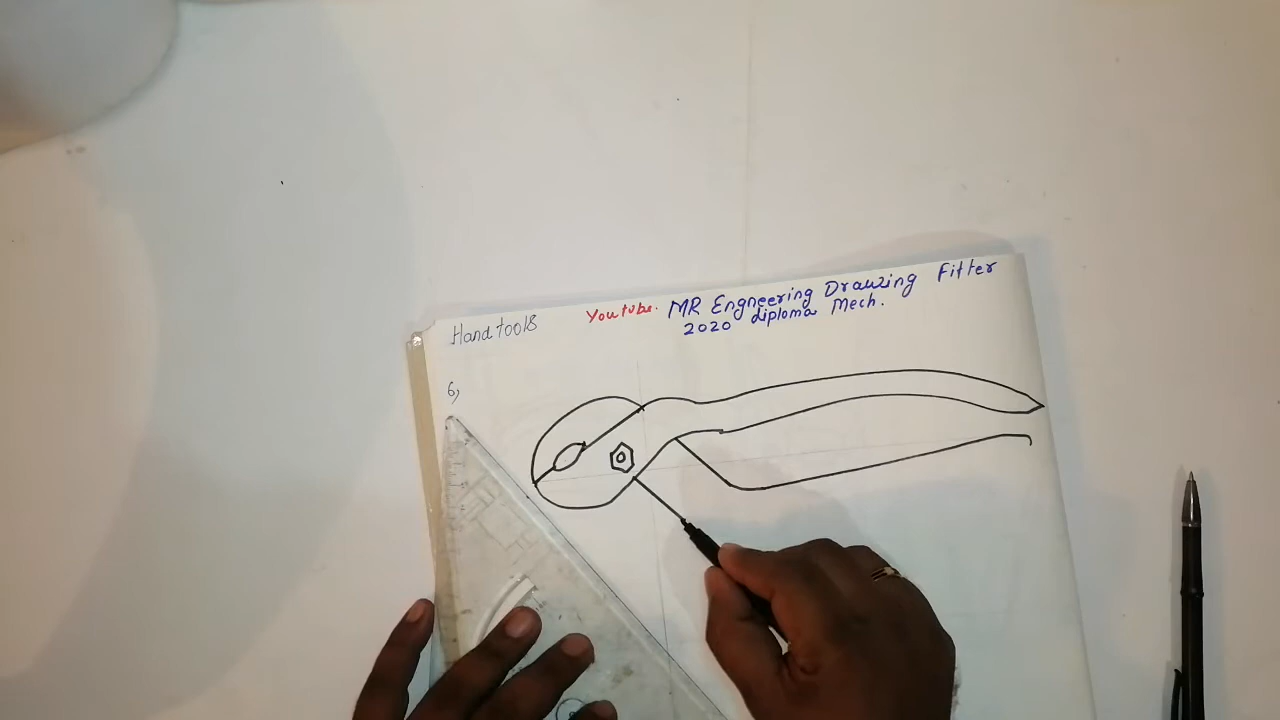 Hand tools
Youtube. MR Engneering Drawing Fitter
2020 diploma Mech.
6,